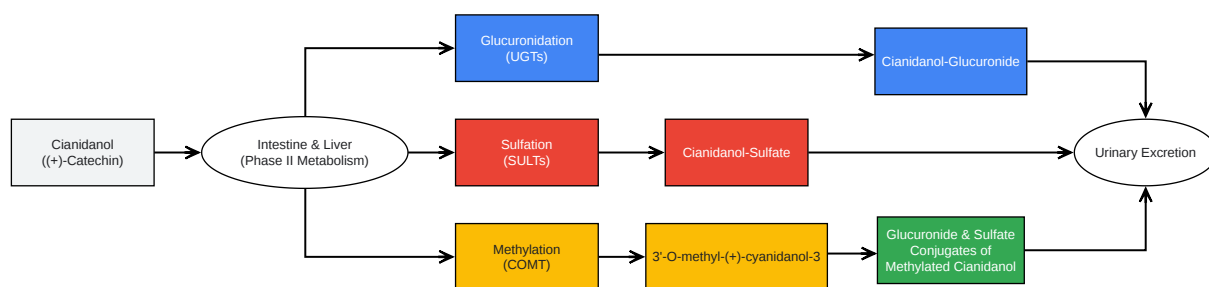 Glucuronidation
(UGTs)
Cianidanol-Glucuronide
Cianidanol
((+)-Catechin)
Intestine & Liver
(Phase II Metabolism)
Sulfation
(SULTs)
Cianidanol-Sulfate
Urinary Excretion
Methylation
(COMT)
3'-O-methyl-(+)-cyanidanol-3
Glucuronide & Sulfate
Conjugates of
Methylated Cianidanol